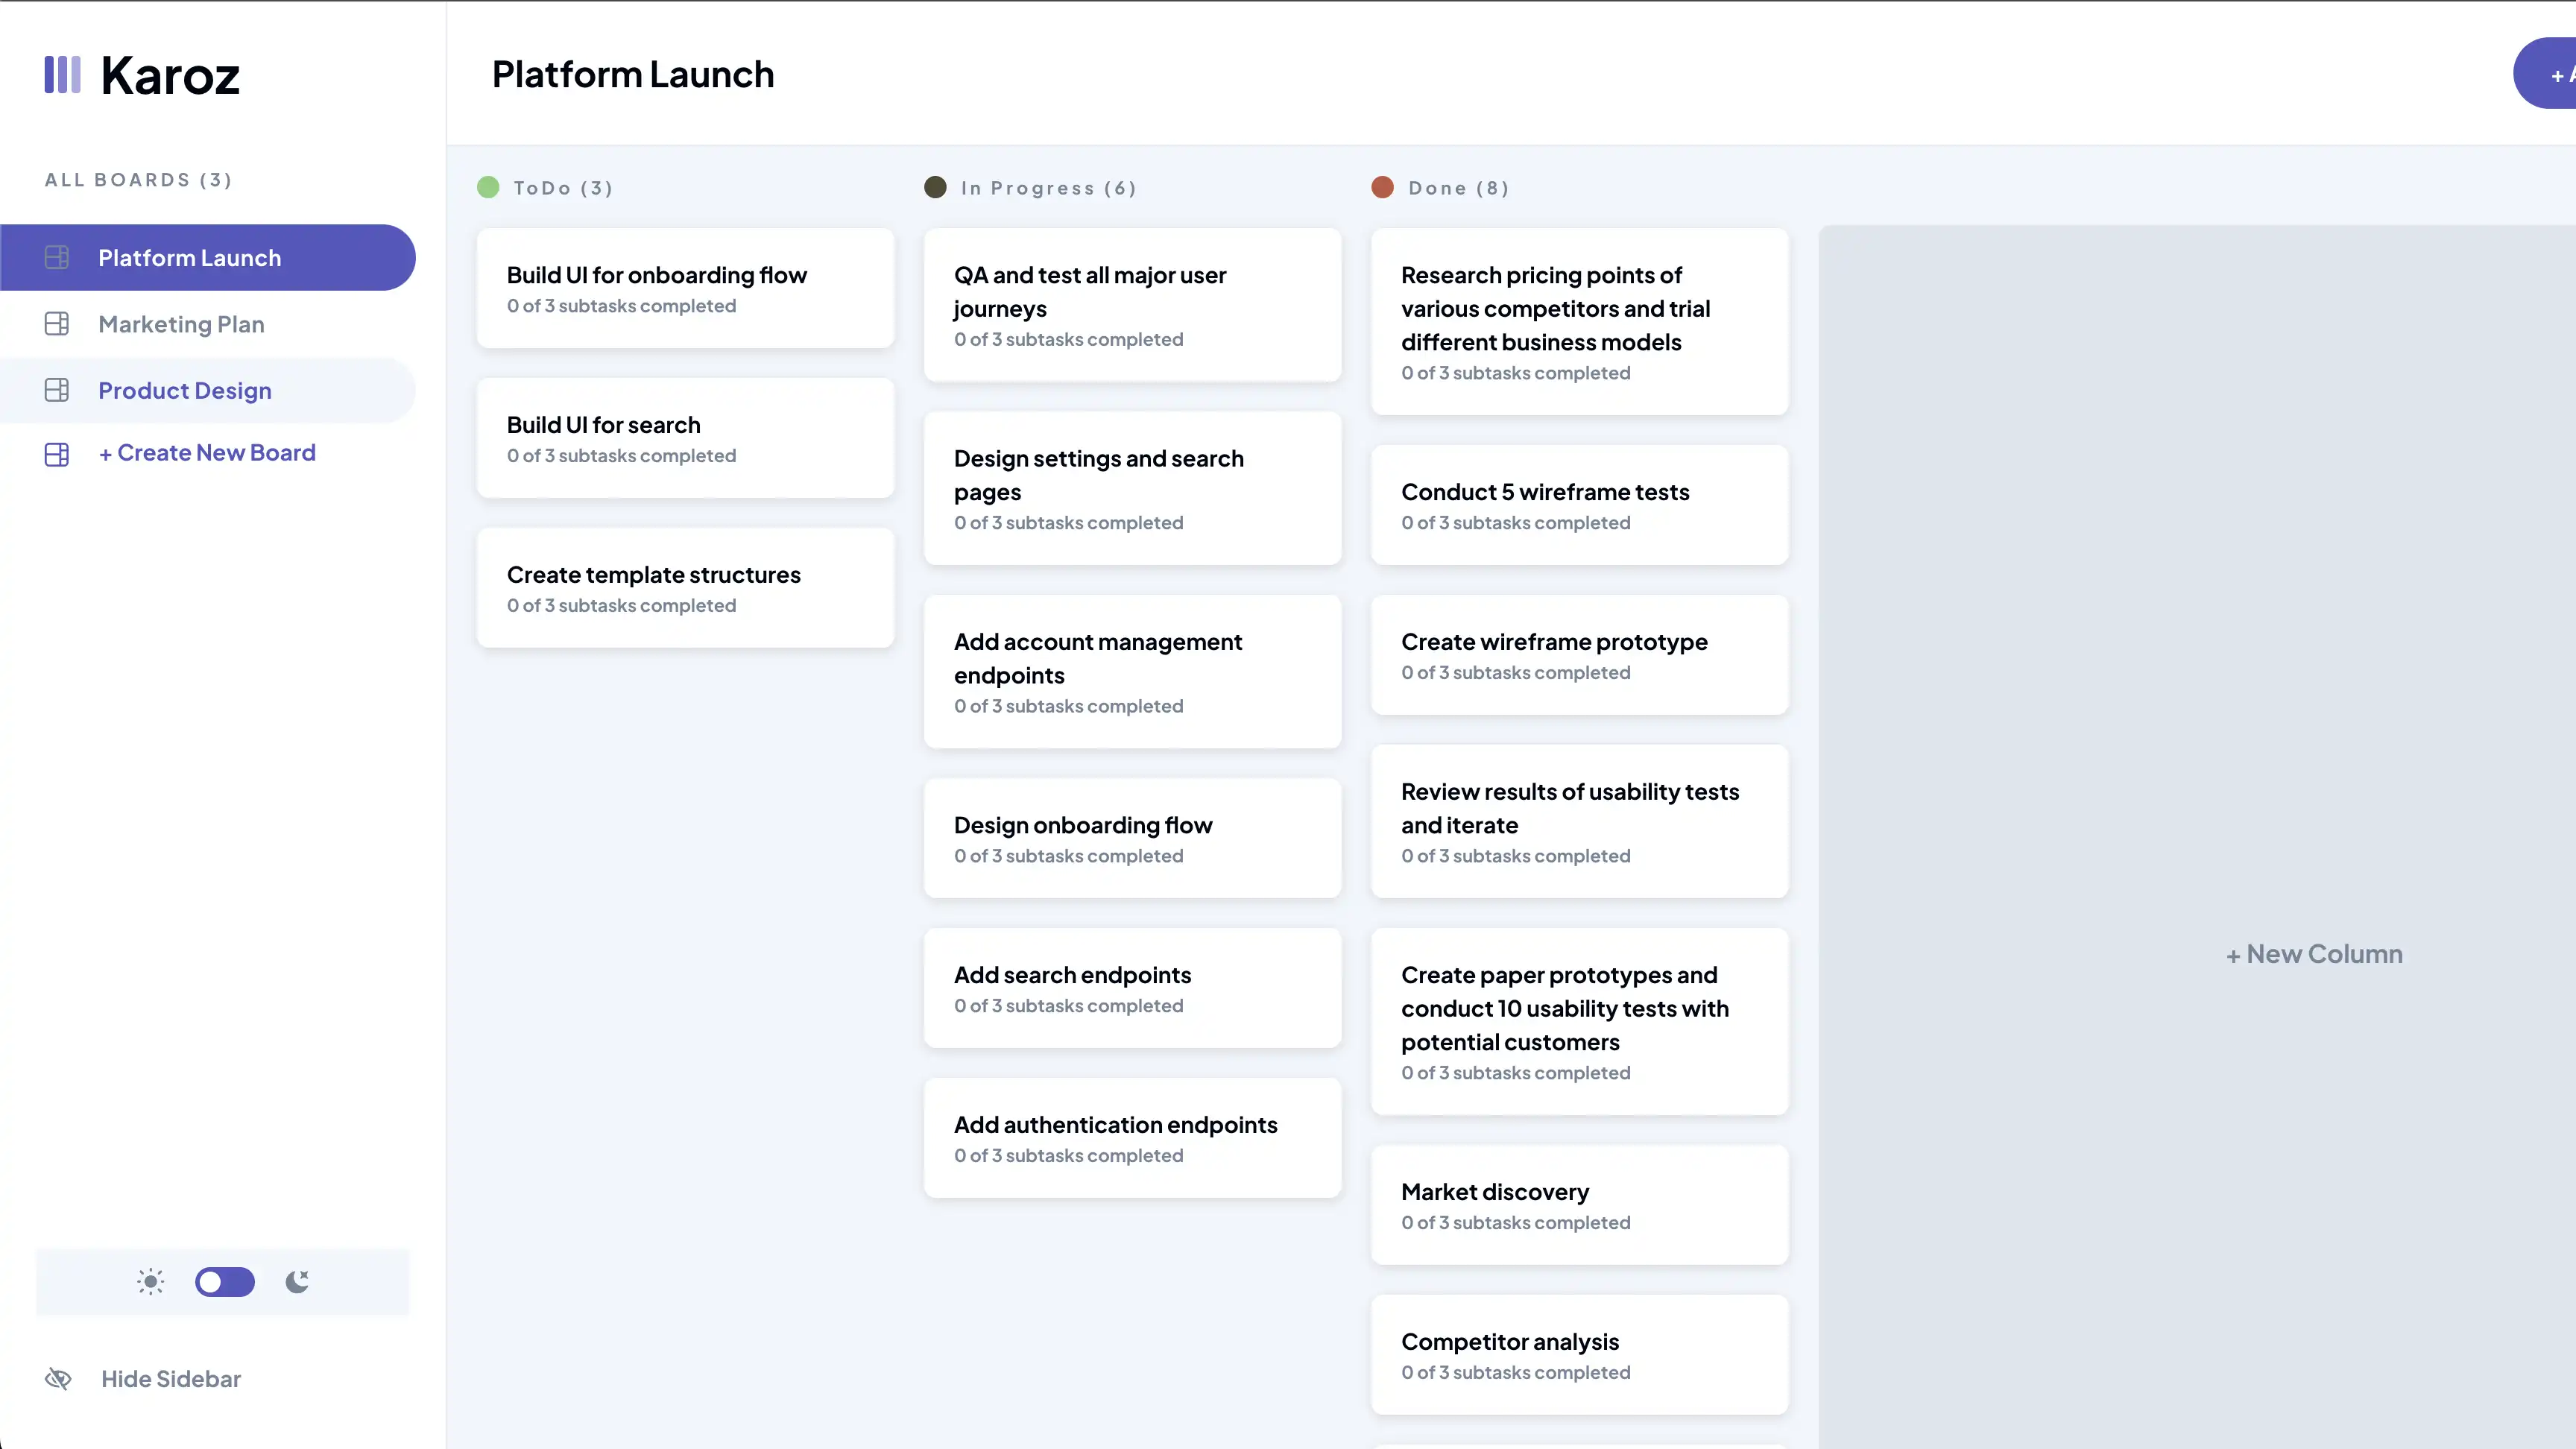 Karoz
ALL BOARDS (3)
Platform Launch
Marketing Plan
Product Design
+ Create New Board
Hide Sidebar
Platform Launch
+ A
ToDo (3)
Build UI for onboarding flow
0 of 3 subtasks completed
Build UI for search
0 of 3 subtasks completed
Create template structures
0 of 3 subtasks completed
In Progress (6)
QA and test all major user
journeys
0 of 3 subtasks completed
Design settings and search
pages
0 of 3 subtasks completed
Add account management
endpoints
0 of 3 subtasks completed
Design onboarding flow
0 of 3 subtasks completed
Add search endpoints
0 of 3 subtasks completed
Add authentication endpoints
0 of 3 subtasks completed
Done (8)
Research pricing points of
various competitors and trial
different business models
0 of 3 subtasks completed
Conduct 5 wireframe tests
0 of 3 subtasks completed
Create wireframe prototype
0 of 3 subtasks completed
Review results of usability tests
and iterate
0 of 3 subtasks completed
Create paper prototypes and
conduct 10 usability tests with
potential customers
0 of 3 subtasks completed
Market discovery
0 of 3 subtasks completed
Competitor analysis
0 of 3 subtasks completed
+ New Column